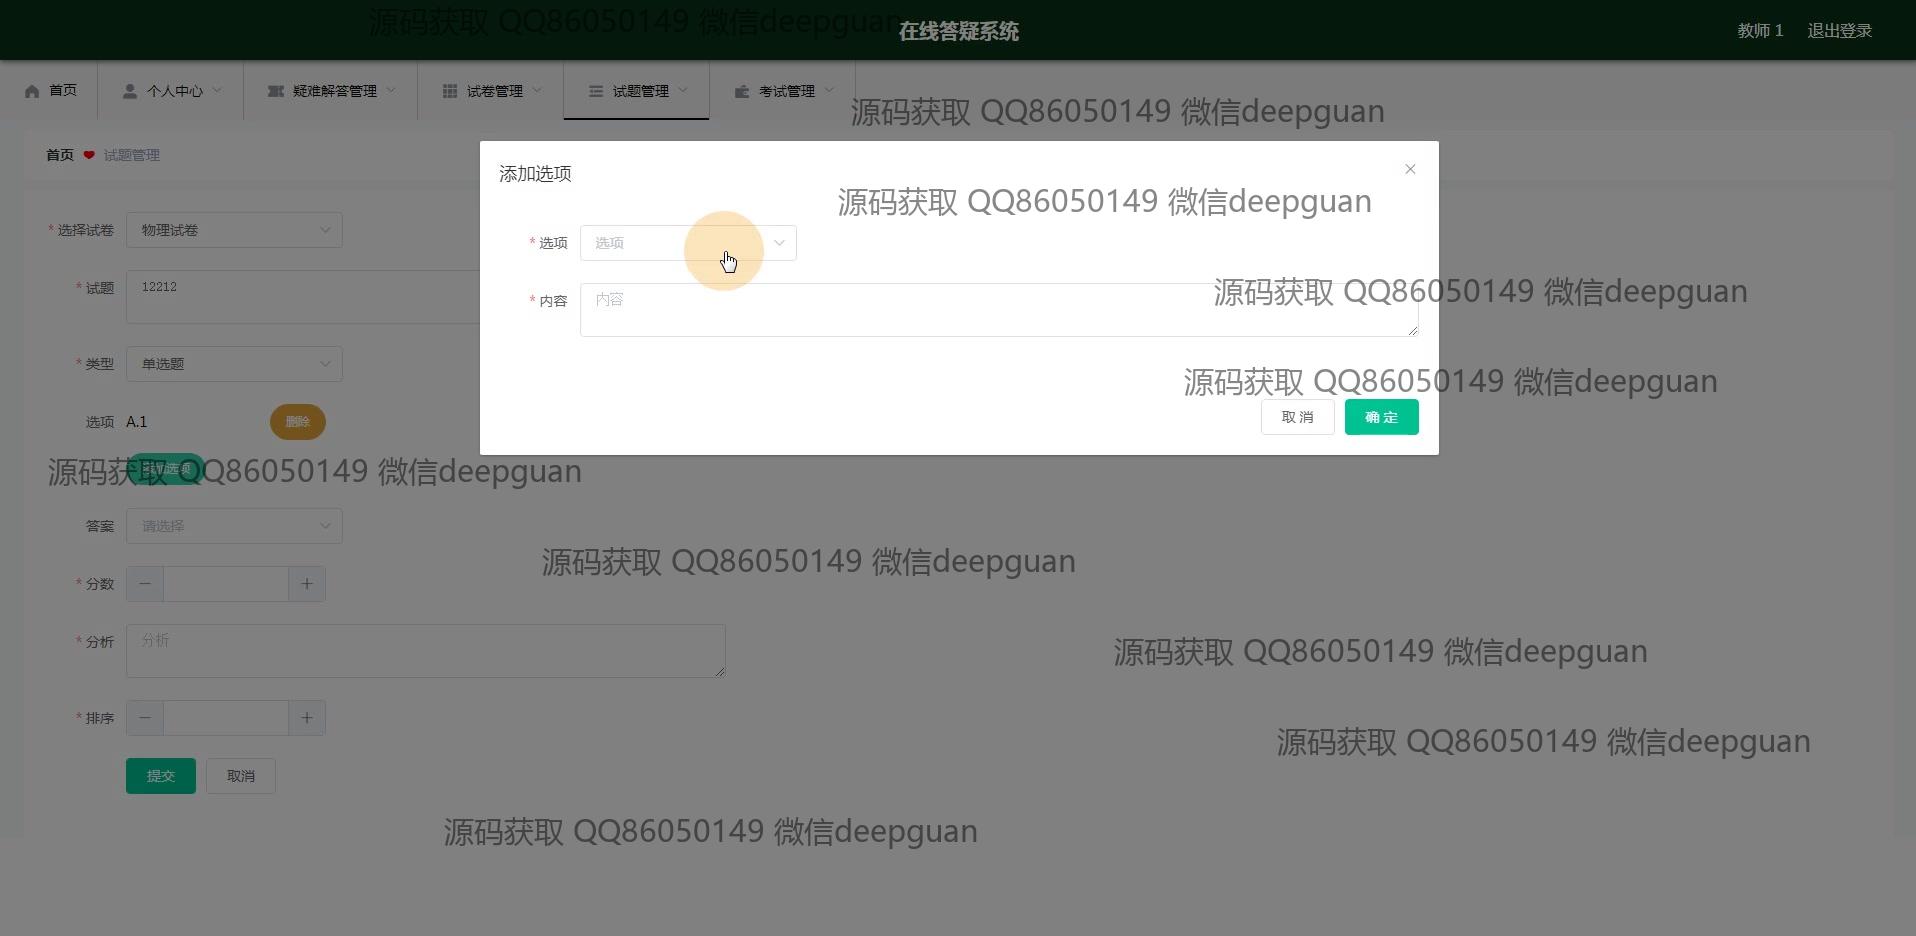 源码获取 QQ86050149 微信deepguan
在线答疑系统
教师 1
退出登录
首页
个人中心
疑难解答管理
试卷管理
试题管理
考试管理
源码获取 QQ86050149 微信deepguan
首页
试题管理
添加选项
源码获取 QQ86050149 微信deepguan
* 选择试卷 物理试卷
* 选项 选项
* 试题 12212
* 内容 内容
源码获取 QQ86050149 微信deepguan
* 类型 单选题
源码获取 QQ86050149 微信deepguan
取 消
确 定
选项 A.1 删除
添加选项
源码获取 QQ86050149 微信deepguan
答案 请选择
源码获取 QQ86050149 微信deepguan
* 分数
* 分析 分析
源码获取 QQ86050149 微信deepguan
* 排序
源码获取 QQ86050149 微信deepguan
提交
取消
源码获取 QQ86050149 微信deepguan